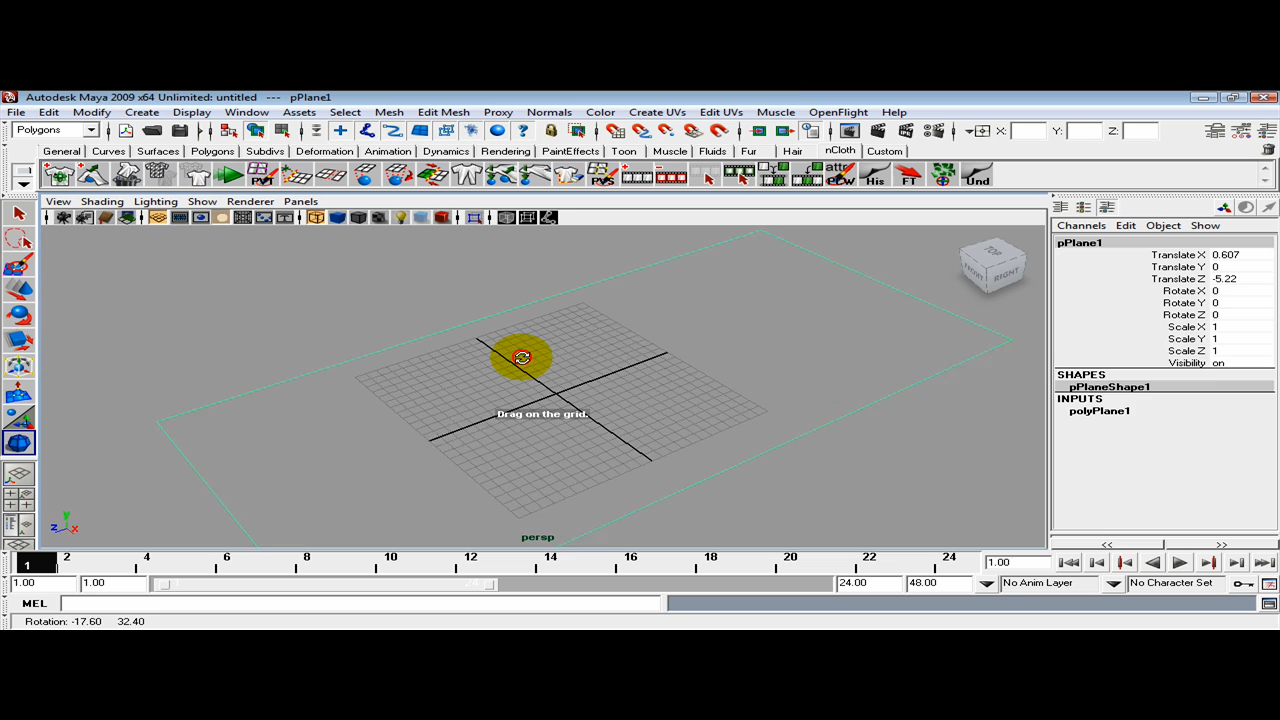 Autodesk Maya 2009 x64 Unlimited: untitled --- pPlane1
File Edit Modify Create Display Window Assets Select Mesh Edit Mesh Proxy Normals Color Create UVs Edit UVs Muscle OpenFlight Help
Polygons X: Y: Z:
General Curves Surfaces Polygons Subdivs Deformation Animation Dynamics Rendering PaintEffects Toon Muscle Fluids Fur Hair nCloth Custom
PVT PVS attc PCW His FT Und
View Shading Lighting Show Renderer Panels
Channels Edit Object Show
pPlane1
Translate X 0.607
Translate Y 0
Translate Z -5.22
Rotate X 0
Rotate Y 0
Rotate Z 0
Scale X 1
Scale Y 1
Scale Z 1
Visibility on
SHAPES
pPlaneShape1
INPUTS
polyPlane1
TOP
FRONT RIGHT
Drag on the grid.
y
z x
persp
<< >>
1 2 4 6 8 10 12 14 16 18 20 22 24 1.00
1.00 1.00 1 24 24.00 48.00 No Anim Layer No Character Set
MEL
Rotation: -17.60 32.40